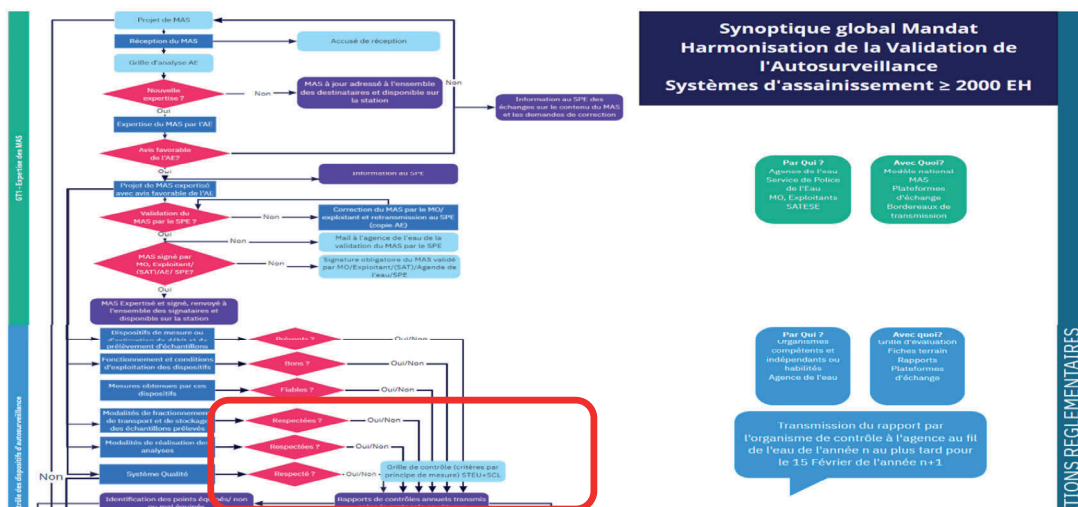 Projet de MAS
Réception du MAS
Accusé de réception
Grille d'analyse AE
Nouvelle
expertise ?
Non
MAS à jour adressé à l'ensemble
des destinataires et disponible sur
la station
Non
Information au SPE des
échanges sur le contenu du MAS
et les demandes de correction
Oui
Expertise du MAS par l'AE
Avis favorable
de l'AE?
Oui
Information au SPE
Projet de MAS expertisé
avec avis favorable de l'AE
Validation du
MAS par le SPE ?
Non
Correction du MAS par le MO/
exploitant et retransmission au SPE
(copie AE)
Oui
Non
Mail à l'agence de l'eau de la
validation du MAS par le SPE
MAS signé par
MO, Exploitant/
(SAT)/AE/ SPE?
Non
Signature obligatoire du MAS validé
par MO/Exploitant/(SAT)/Agende de
l'eau/SPE
Oui
MAS Expertisé et signé, renvoyé à
l'ensemble des signataires et
disponible sur la station
GT1 - Expertise des MAS
Synoptique global Mandat
Harmonisation de la Validation de
l'Autosurveillance
Systèmes d'assainissement ≥ 2000 EH
Par Qui ?
Agence de l'eau
Service de Police
de l'Eau
MO, Exploitants
SATESE
Avec Quoi?
Modèle national
MAS
Plateformes
d'échange
Bordereaux de
transmission
Dispositifs de mesure ou
d'estimation de débit et de
prélèvement d'échantillons
Présents ?
Oui/Non
Fonctionnement et conditions
d'exploitation des dispositifs
Bons ?
Oui/Non
Mesures obtenues par ces
dispositifs
Fiables ?
Oui/Non
Modalités de fractionnement
de transport et de stockage
des échantillons prélevés
Respectées ?
Oui/Non
Modalités de réalisation des
analyses
Respectées ?
Oui/Non
Système Qualité
Respecté ?
Oui/Non
Grille de contrôle (critères par
principe de mesure) STEU+SCL
Non
Identification des points équipés/ non
Rapports de contrôles annuels transmis
trôle des dispositif d'autosurveillance
Par Qui ?
Organismes
compétents et
indépendants ou
habilités
Agence de l'eau
Avec quoi?
Grille d'évaluation
Fiches terrain
Rapports
Plateformes
d'échange
Transmission du rapport par
l'organisme de contrôle à l'agence au fil
de l'eau de l'année n au plus tard pour
le 15 Février de l'année n+1
TIONS REGLEMENTAIRES